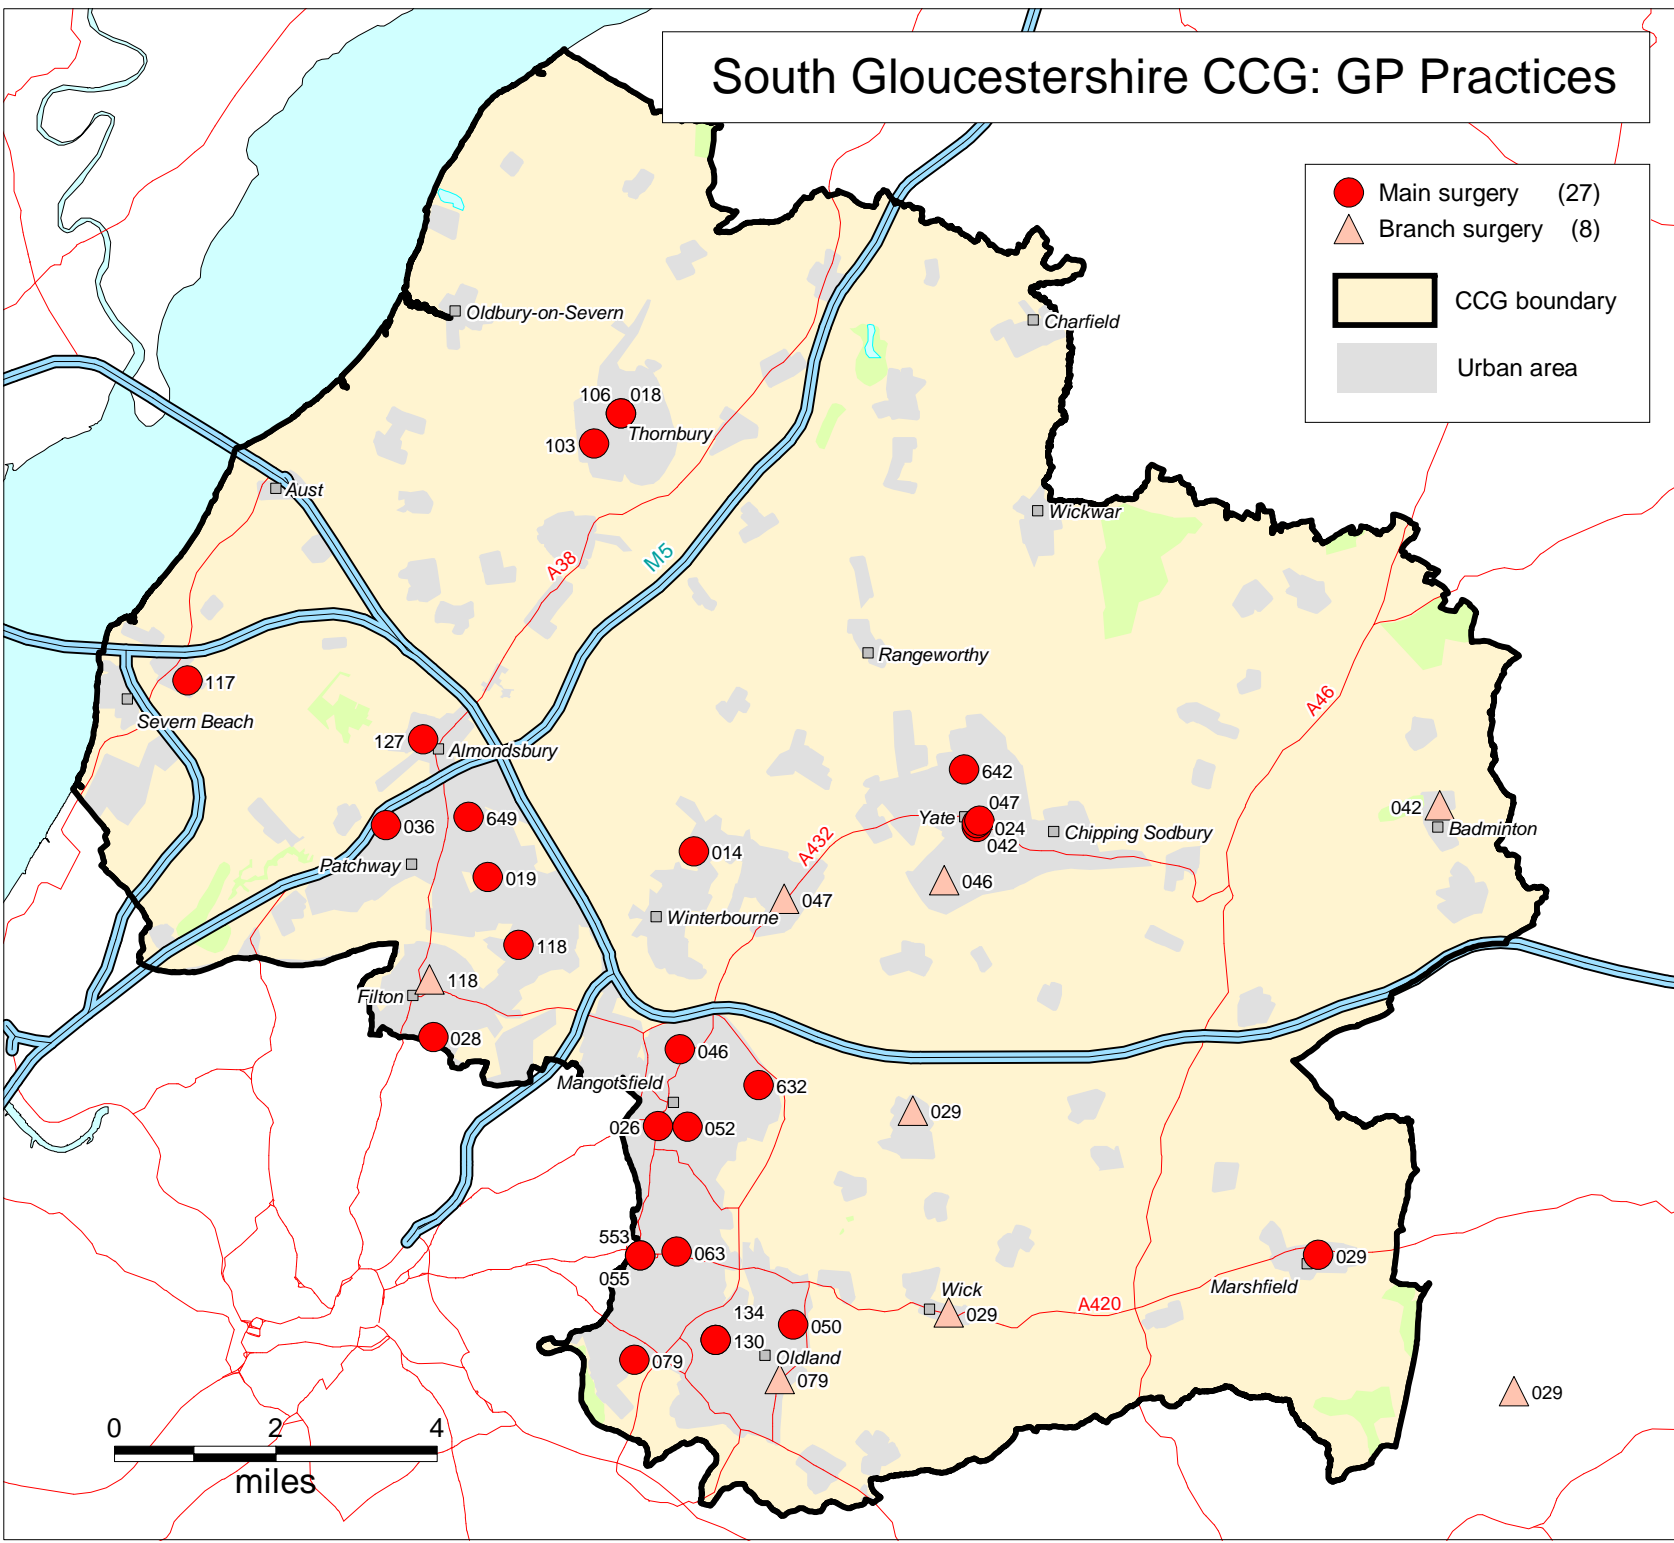 South Gloucestershire CCG: GP Practices
Main surgery (27)
Branch surgery (8)
CCG boundary
Urban area
Oldbury-on-Severn
Charfield
106 018
Thornbury
103
Aust
Wickwar
A38
M5
Rangeworthy
A46
117
Severn Beach
127
Almondsbury
642
047
Yate
024
042
Chipping Sodbury
042
Badminton
036
649
Patchway
014
A432
019
046
047
Winterbourne
118
118
Filton
028
046
Mangotsfield
632
026
052
029
553
063
055
029
Marshfield
Wick
029
A420
134
050
130
Oldland
079
079
029
0 2 4
miles